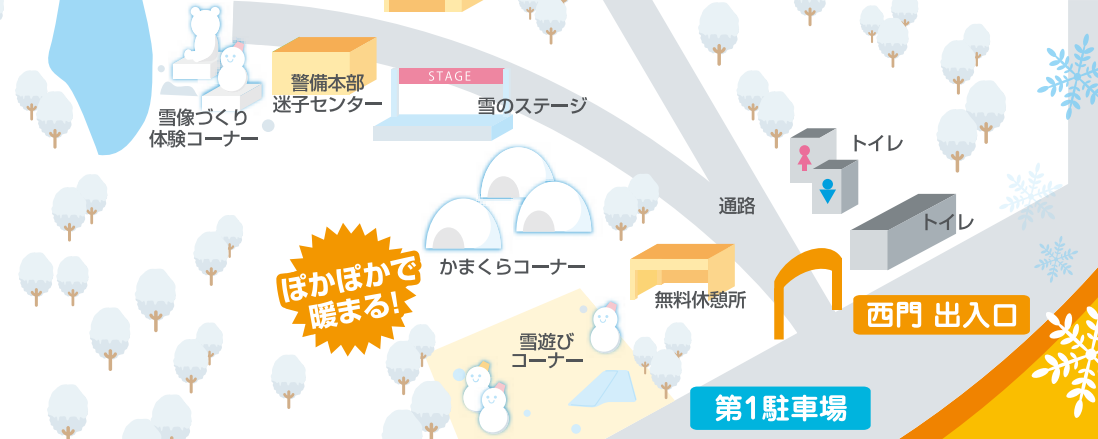 警備本部
迷子センター
STAGE
雪のステージ
雪像づくり
体験コーナー
トイレ
通路
トイレ
かまくらコーナー
ぽかぽかで
暖まる!
無料休憩所
西門 出入口
雪遊び
コーナー
第1駐車場